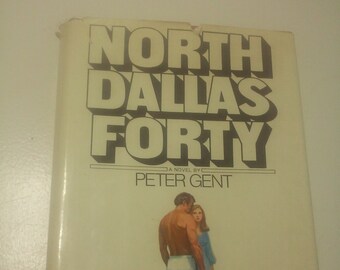 NORTH
DALLAS
FORTY
A NOVEL BY
PETER GENT